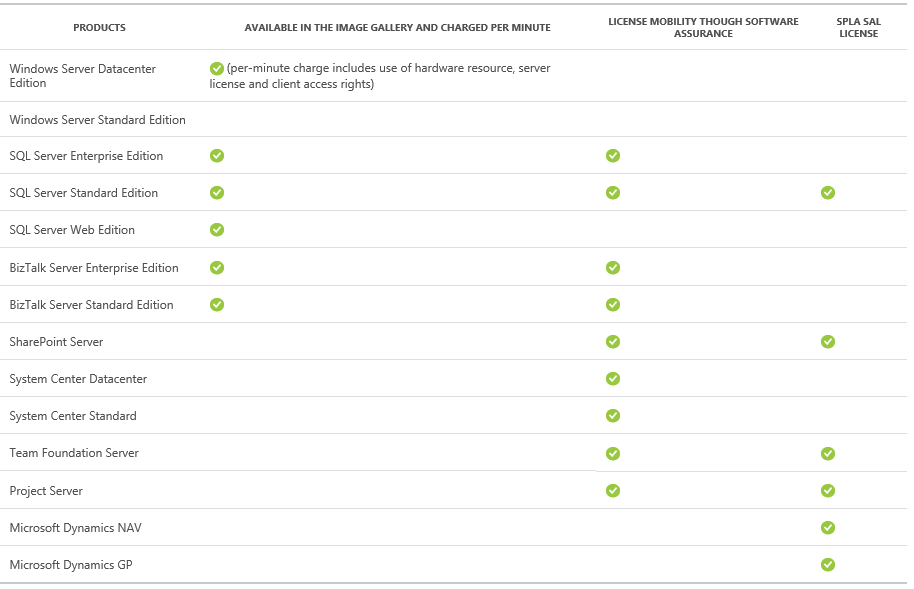 PRODUCTS
AVAILABLE IN THE IMAGE GALLERY AND CHARGED PER MINUTE
LICENSE MOBILITY THOUGH SOFTWARE
ASSURANCE
SPLA SAL
LICENSE
Windows Server Datacenter
Edition
(per-minute charge includes use of hardware resource, server
license and client access rights)
Windows Server Standard Edition
SQL Server Enterprise Edition
SQL Server Standard Edition
SQL Server Web Edition
BizTalk Server Enterprise Edition
BizTalk Server Standard Edition
SharePoint Server
System Center Datacenter
System Center Standard
Team Foundation Server
Project Server
Microsoft Dynamics NAV
Microsoft Dynamics GP